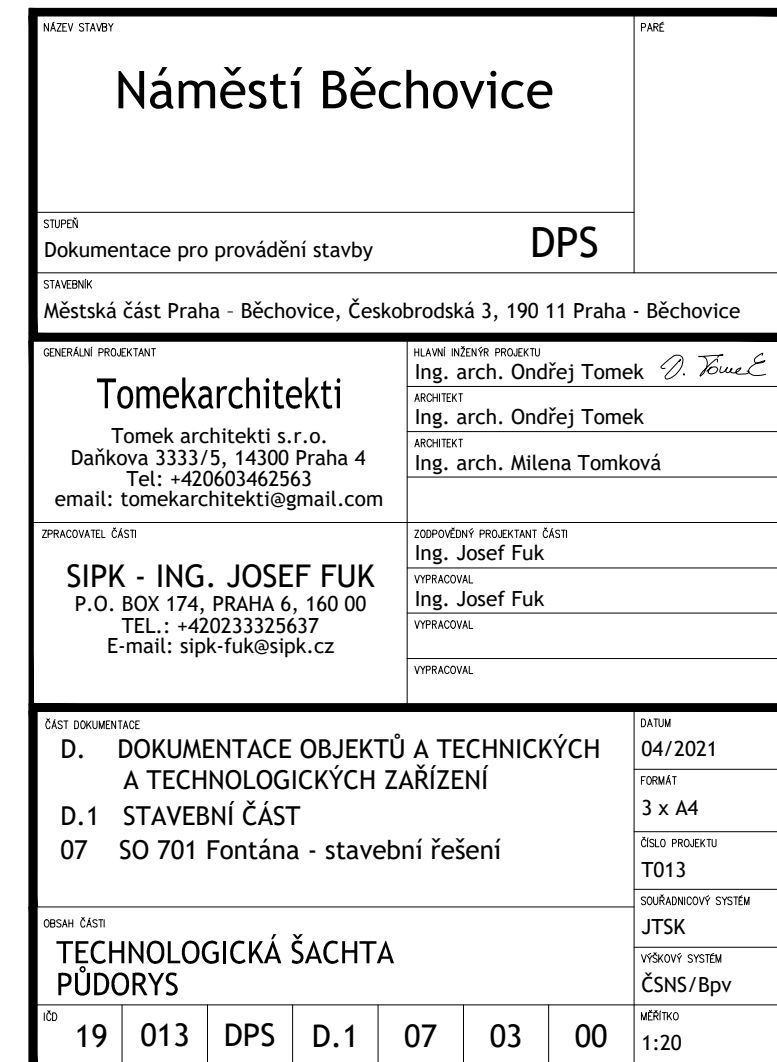 NÁZEV STAVBY
Náměstí Běchovice
PARÉ
STUPEŇ
Dokumentace pro provádění stavby
DPS
STAVEBNÍK
Městská část Praha – Běchovice, Českobrodská 3, 190 11 Praha - Běchovice
GENERÁLNÍ PROJEKTANT
Tomekarchitekti
Tomek architekti s.r.o.
Daňkova 3333/5, 14300 Praha 4
Tel: +420603462563
email: tomekarchitekti@gmail.com
HLAVNÍ INŽENÝR PROJEKTU
Ing. arch. Ondřej Tomek O. Tomek
ARCHITEKT
Ing. arch. Ondřej Tomek
ARCHITEKT
Ing. arch. Milena Tomková
ZPRACOVATEL ČÁSTI
SIPK - ING. JOSEF FUK
P.O. BOX 174, PRAHA 6, 160 00
TEL.: +420233325637
E-mail: sipk-fuk@sipk.cz
ZODPOVĚDNÝ PROJEKTANT ČÁSTI
Ing. Josef Fuk
VYPRACOVAL
Ing. Josef Fuk
VYPRACOVAL
VYPRACOVAL
ČÁST DOKUMENTACE
D. DOKUMENTACE OBJEKTŮ A TECHNICKÝCH
A TECHNOLOGICKÝCH ZAŘÍZENÍ
D.1 STAVEBNÍ ČÁST
07 SO 701 Fontána - stavební řešení
DATUM
04/2021
FORMÁT
3 x A4
ČÍSLO PROJEKTU
T013
SOUŘADNICOVÝ SYSTÉM
JTSK
OBSAH ČÁSTI
TECHNOLOGICKÁ ŠACHTA
PŮDORYS
VÝŠKOVÝ SYSTÉM
ČSNS/Bpv
IČD
19 013 DPS D.1 07 03 00
MĚŘÍTKO
1:20